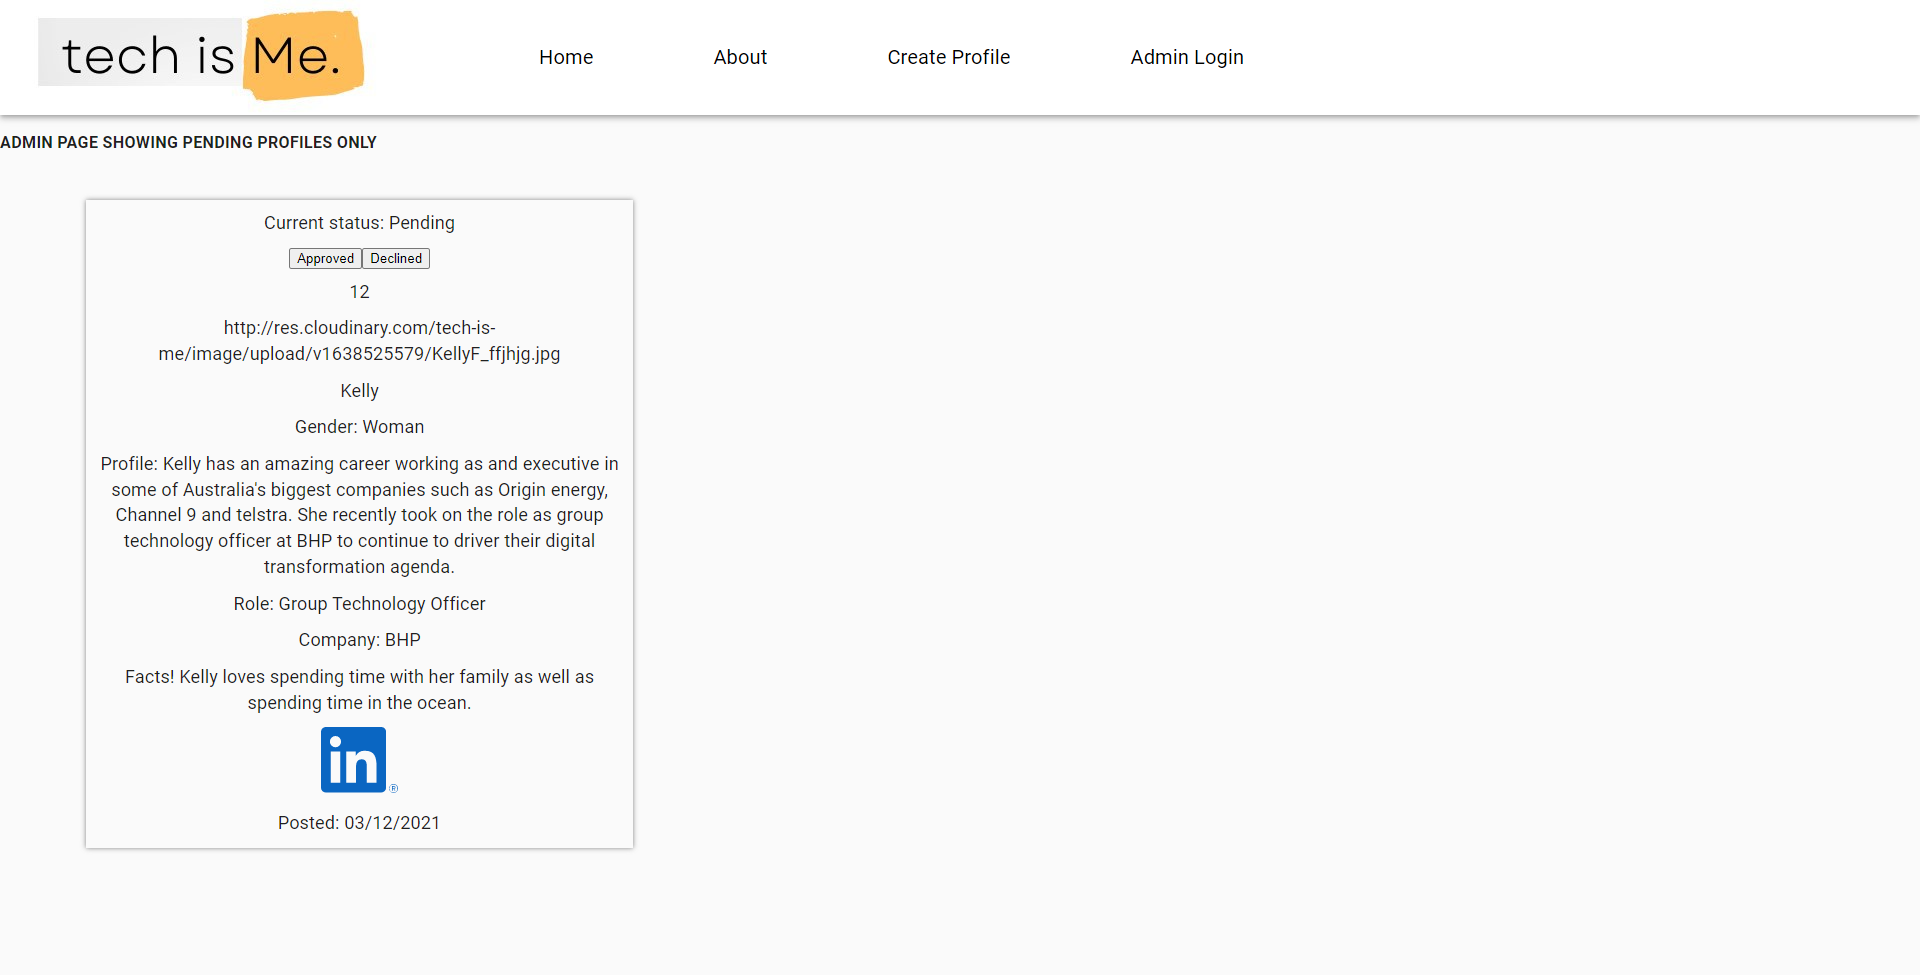 tech is Me.
Home About Create Profile Admin Login
ADMIN PAGE SHOWING PENDING PROFILES ONLY
Current status: Pending
Approved Declined
12
http://res.cloudinary.com/tech-is-
me/image/upload/v1638525579/KellyF_ffjhjg.jpg
Kelly
Gender: Woman
Profile: Kelly has an amazing career working as and executive in
some of Australia's biggest companies such as Origin energy,
Channel 9 and telstra. She recently took on the role as group
technology officer at BHP to continue to driver their digital
transformation agenda.
Role: Group Technology Officer
Company: BHP
Facts! Kelly loves spending time with her family as well as
spending time in the ocean.
in ®
Posted: 03/12/2021